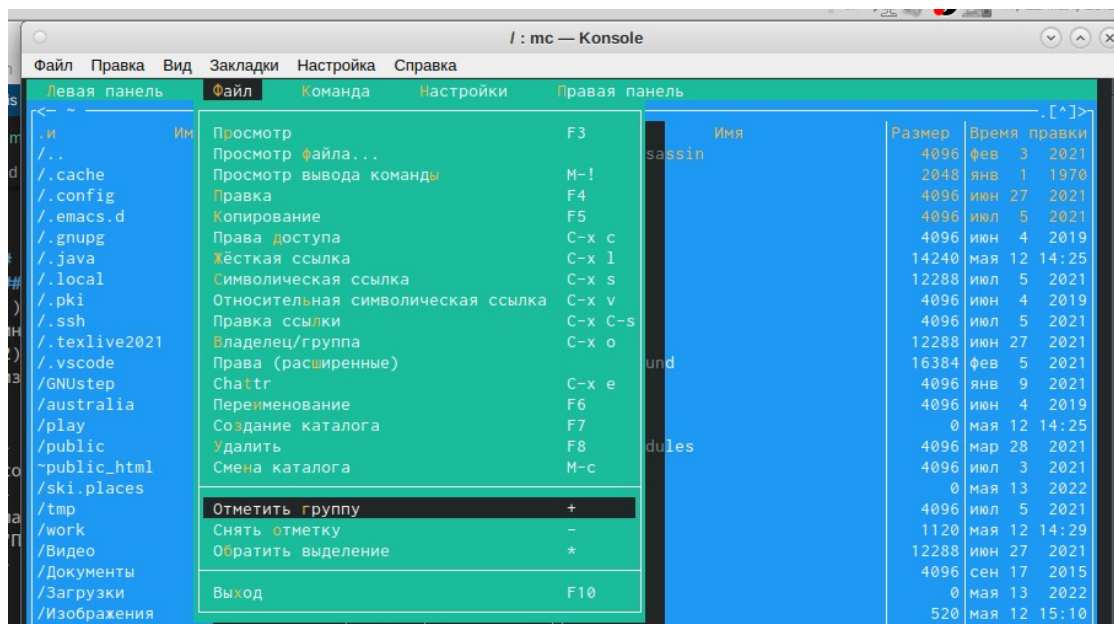 / : mc — Konsole
Файл Правка Вид Закладки Настройка Справка
Левая панель Файл Команда Настройки Правая панель
<— ~ .[^]>
.и Им Просмотр F3 Имя Размер Время правки
/.. Просмотр файла... sassin 4096 фев 3 2021
/.cache Просмотр вывода команды M-! 2048 янв 1 1970
/.config Правка F4 4096 июн 27 2021
/.emacs.d Копирование F5 4096 июл 5 2021
/.gnupg Права доступа C-x c 4096 июн 4 2019
/.java Жёсткая ссылка C-x l 14240 мая 12 14:25
/.local Символическая ссылка C-x s 12288 июл 5 2021
/.pki Относительная символическая ссылка C-x v 4096 июн 4 2019
/.ssh Правка ссылки C-x C-s 4096 июл 5 2021
/.texlive2021 Владелец/группа C-x o 12288 июн 27 2021
/.vscode Права (расширенные) und 16384 фев 5 2021
/GNUstep Chattr C-x e 4096 янв 9 2021
/australia Переименование F6 4096 июн 4 2019
/play Создание каталога F7 0 мая 12 14:25
/public Удалить F8 dules 4096 мар 28 2021
~public_html Смена каталога M-c 4096 июл 3 2021
/ski.places 0 мая 13 2022
/tmp Отметить группу + 4096 июл 5 2021
/work Снять отметку - 1120 мая 12 14:29
/Видео Обратить выделение * 12288 июн 27 2021
/Документы 4096 сен 17 2015
/Загрузки Выход F10 0 мая 13 2022
/Изображения 520 мая 12 15:10